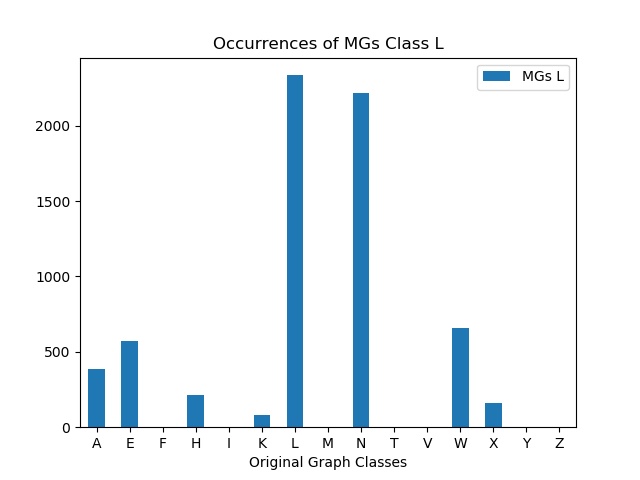 Occurrences of MGs Class L
MGs L
2000
1500
1000
500
0
A E F H I K L M N T V W X Y Z
Original Graph Classes